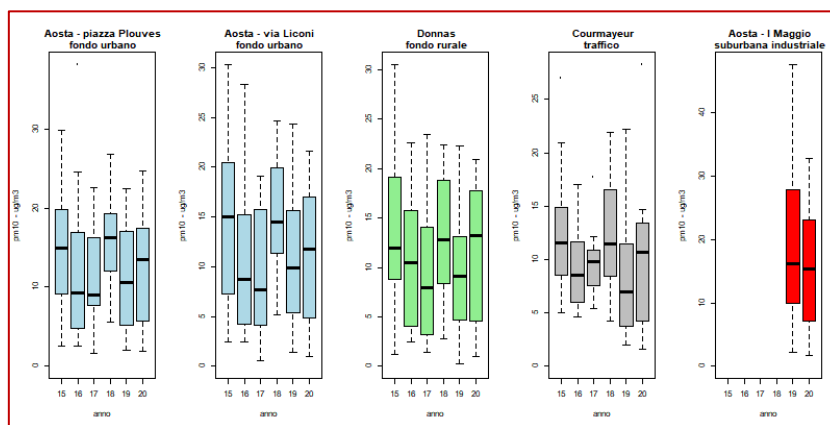 Aosta - piazza Plouves
fondo urbano
pm10 - ug/m3
0
10
20
30
15 16 17 18 19 20
anno
Aosta - via Liconi
fondo urbano
pm10 - ug/m3
0
5
10
15
20
25
30
15 16 17 18 19 20
anno
Donnas
fondo rurale
pm10 - ug/m3
0
5
10
15
20
25
30
15 16 17 18 19 20
anno
Courmayeur
traffico
pm10 - ug/m3
0
5
10
15
20
25
15 16 17 18 19 20
anno
Aosta - I Maggio
suburbana industriale
pm10 - ug/m3
0
10
20
30
40
15 16 17 18 19 20
anno